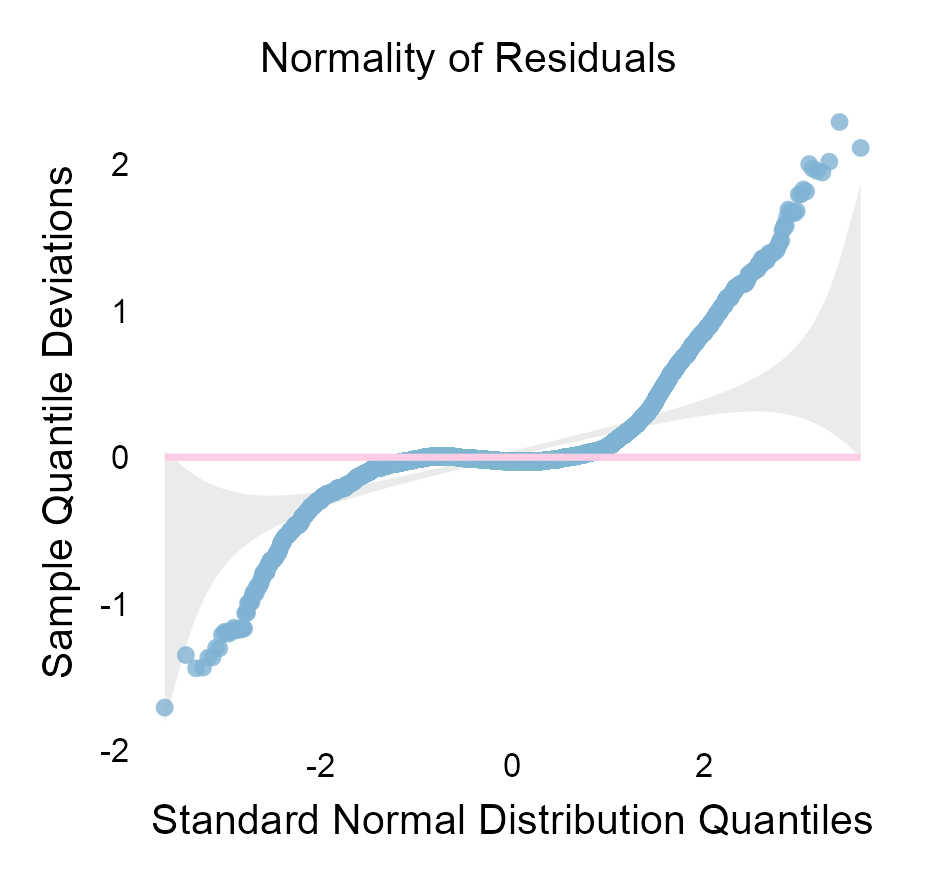 Normality of Residuals
Sample Quantile Deviations
2
1
0
-1
-2
-2
0
2
Standard Normal Distribution Quantiles